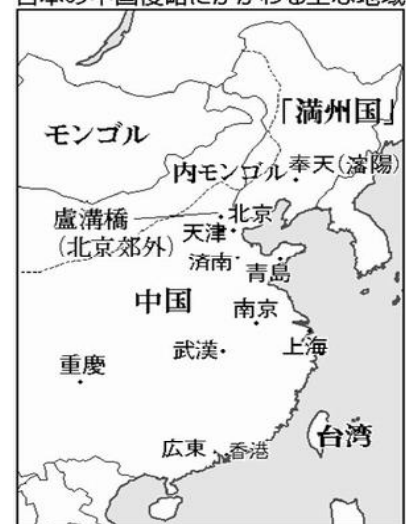 日本の中国侵略にかかわる主な地域
「満州国」
モンゴル
内モンゴル
奉天(瀋陽)
盧溝橋
(北京郊外)
北京
天津
済南
青島
中国
南京
武漢
上海
重慶
台湾
広東
香港